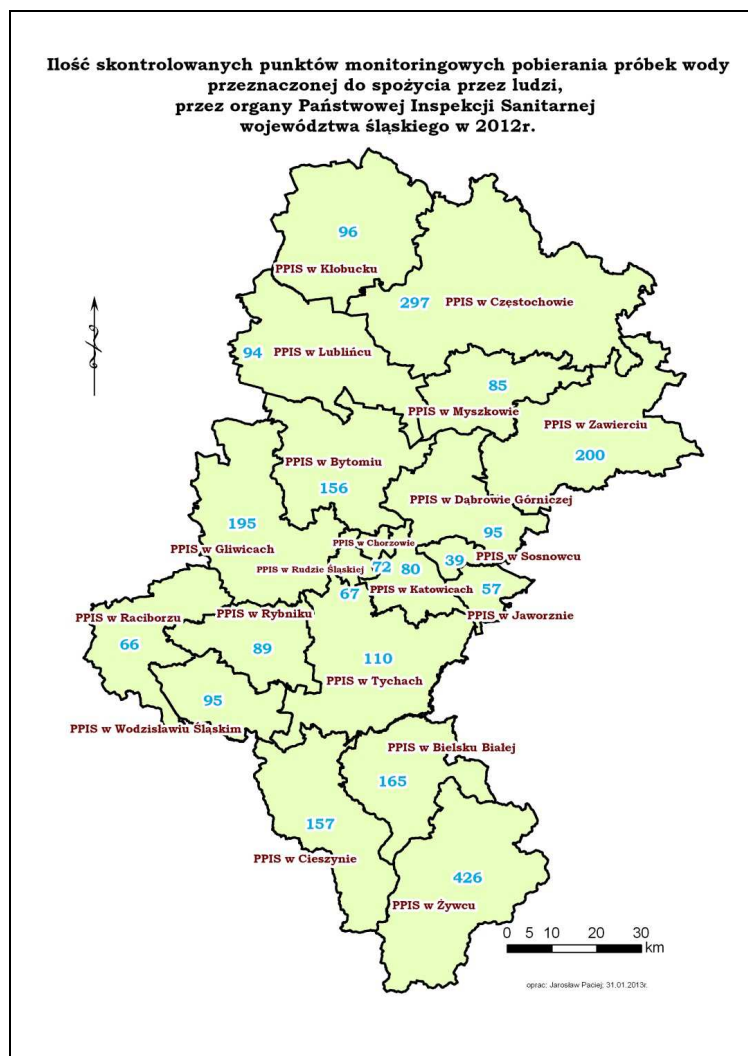 Ilość skontrolowanych punktów monitoringowych pobierania próbek wody
przeznaczonej do spożycia przez ludzi,
przez organy Państwowej Inspekcji Sanitarnej
województwa śląskiego w 2012r.
96
PPIS w Kłobucku
297
PPIS w Częstochowie
94
PPIS w Lublińcu
85
PPIS w Myszkowie
PPIS w Zawierciu
200
PPIS w Bytomiu
156
PPIS w Dąbrowie Górniczej
95
195
PPIS w Gliwicach
PPIS w Chorzowie
72
80
39
PPIS w Sosnowcu
PPIS w Rudzie Śląskiej
67
PPIS w Katowicach
57
PPIS w Jaworznie
PPIS w Raciborzu
66
PPIS w Rybniku
89
110
PPIS w Tychach
95
PPIS w Wodzisławiu Śląskim
PPIS w Bielsku Białej
165
157
PPIS w Cieszynie
426
PPIS w Żywcu
0 5 10 20 30
km
oprac: Jarosław Paciej; 31.01.2013r.